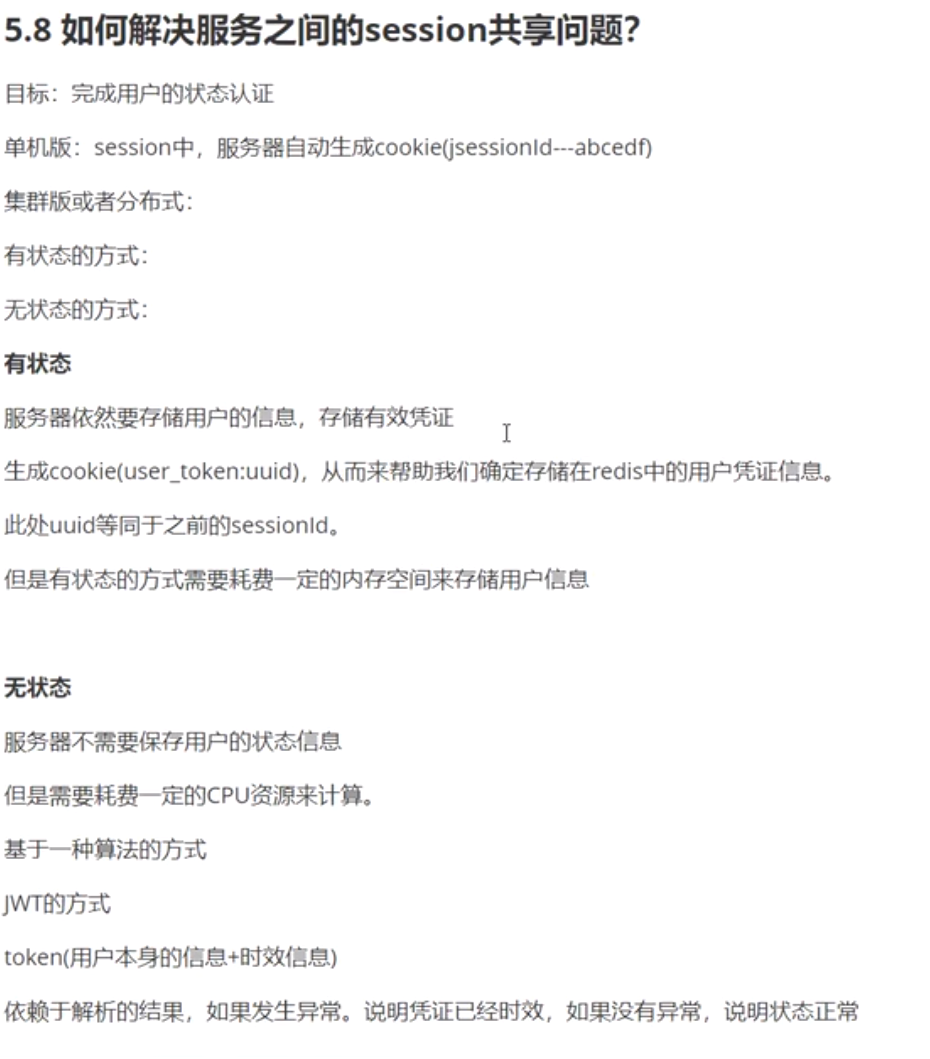 5.8 如何解决服务之间的session共享问题？
目标：完成用户的状态认证
单机版：session中，服务器自动生成cookie(jsessionId---abcedf)
集群版或者分布式：
有状态的方式：
无状态的方式：
有状态
服务器依然要存储用户的信息，存储有效凭证
生成cookie(user_token:uuid)，从而来帮助我们确定存储在redis中的用户凭证信息。
此处uuid等同于之前的sessionId。
但是有状态的方式需要耗费一定的内存空间来存储用户信息
无状态
服务器不需要保存用户的状态信息
但是需要耗费一定的CPU资源来计算。
基于一种算法的方式
JWT的方式
token(用户本身的信息+时效信息)
依赖于解析的结果，如果发生异常。说明凭证已经时效，如果没有异常，说明状态正常